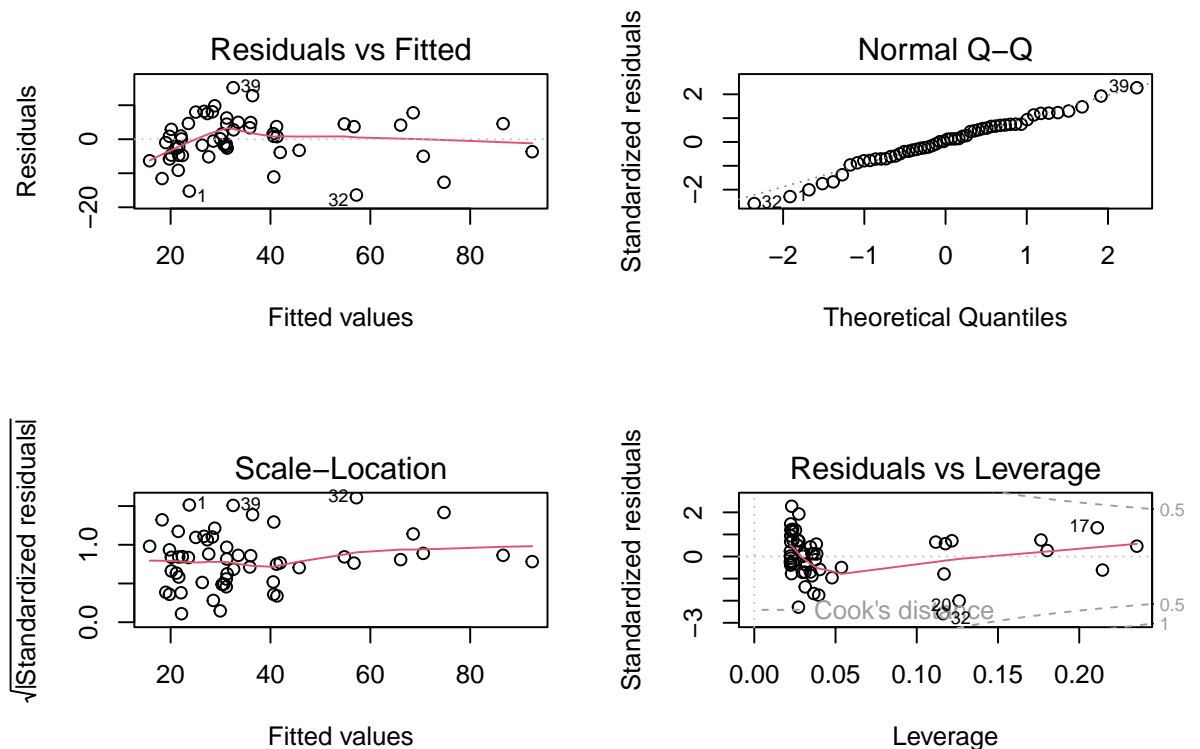 Residuals vs Fitted
Residuals
0
−20
39
1
32
20 40 60 80
Fitted values
Normal Q−Q
Standardized residuals
2
0
−2
39
32
1
−2 −1 0 1 2
Theoretical Quantiles
Scale−Location
√|Standardized residuals|
1.0
0.0
1
39
32
20 40 60 80
Fitted values
Residuals vs Leverage
Standardized residuals
2
0
−3
17
20
32
Cook's distance
0.5
0.5
1
0.00 0.05 0.10 0.15 0.20
Leverage